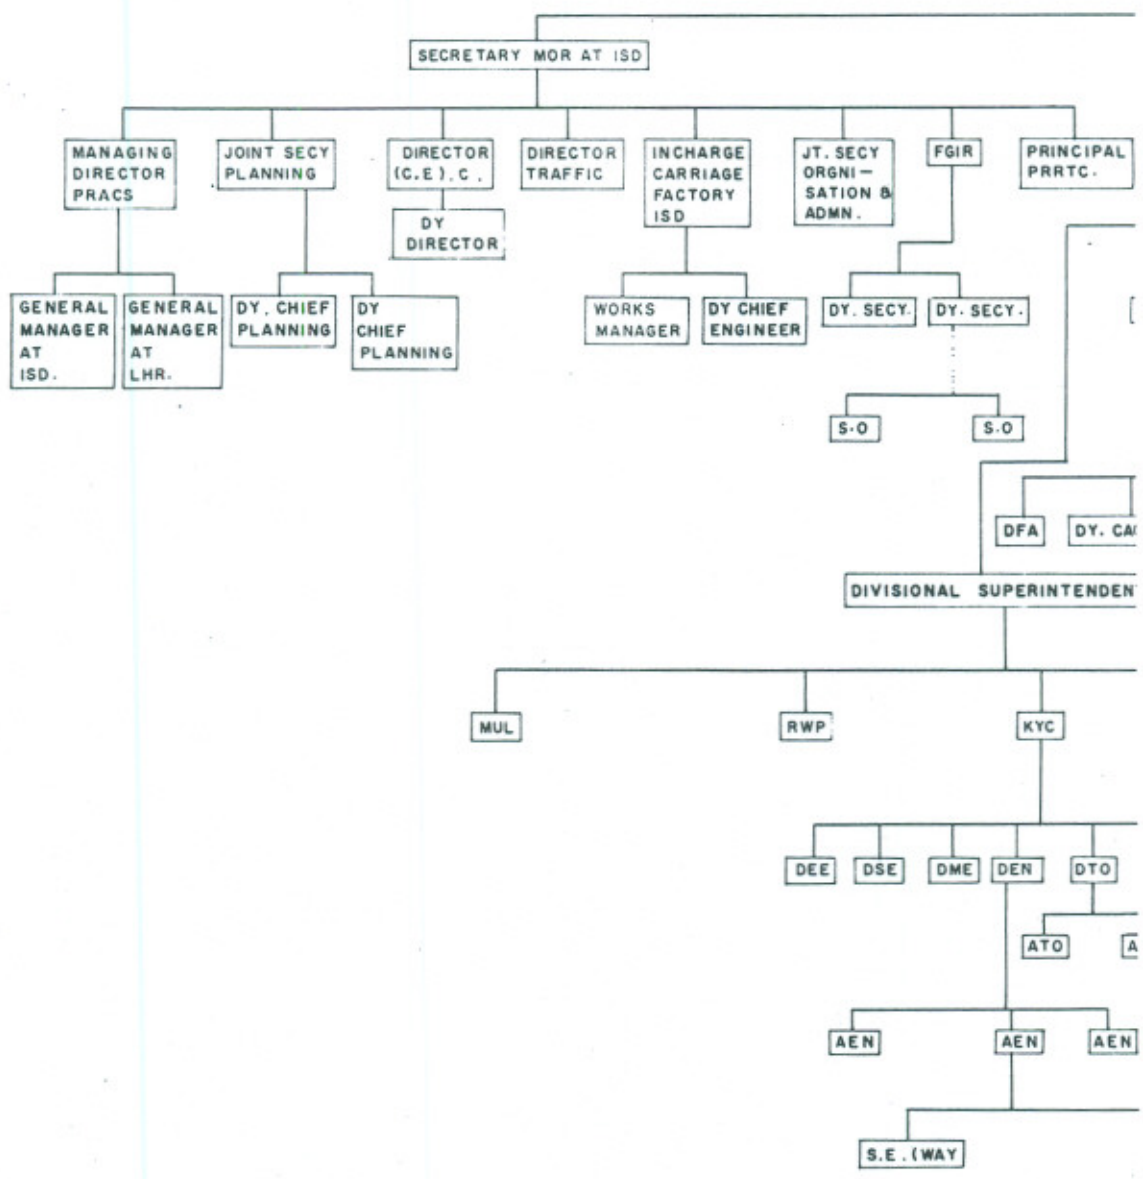 SECRETARY MOR AT ISD
MANAGING
DIRECTOR
PRACS
JOINT SECY
PLANNING
DIRECTOR
(C.E).C.
DIRECTOR
TRAFFIC
INCHARGE
CARRIAGE
FACTORY
ISD
JT. SECY
ORGNI-
SATION &
ADMN.
FGIR
PRINCIPAL
PRRTC.
DY
DIRECTOR
GENERAL
MANAGER
AT
ISD.
GENERAL
MANAGER
AT
LHR.
DY. CHIEF
PLANNING
DY
CHIEF
PLANNING
WORKS
MANAGER
DY CHIEF
ENGINEER
DY. SECY.
DY. SECY.
S.O
S.O
DFA
DY. CA
DIVISIONAL SUPERINTENDEN
MUL
RWP
KYC
DEE
DSE
DME
DEN
DTO
ATO
A
AEN
AEN
AEN
S.E.(WAY